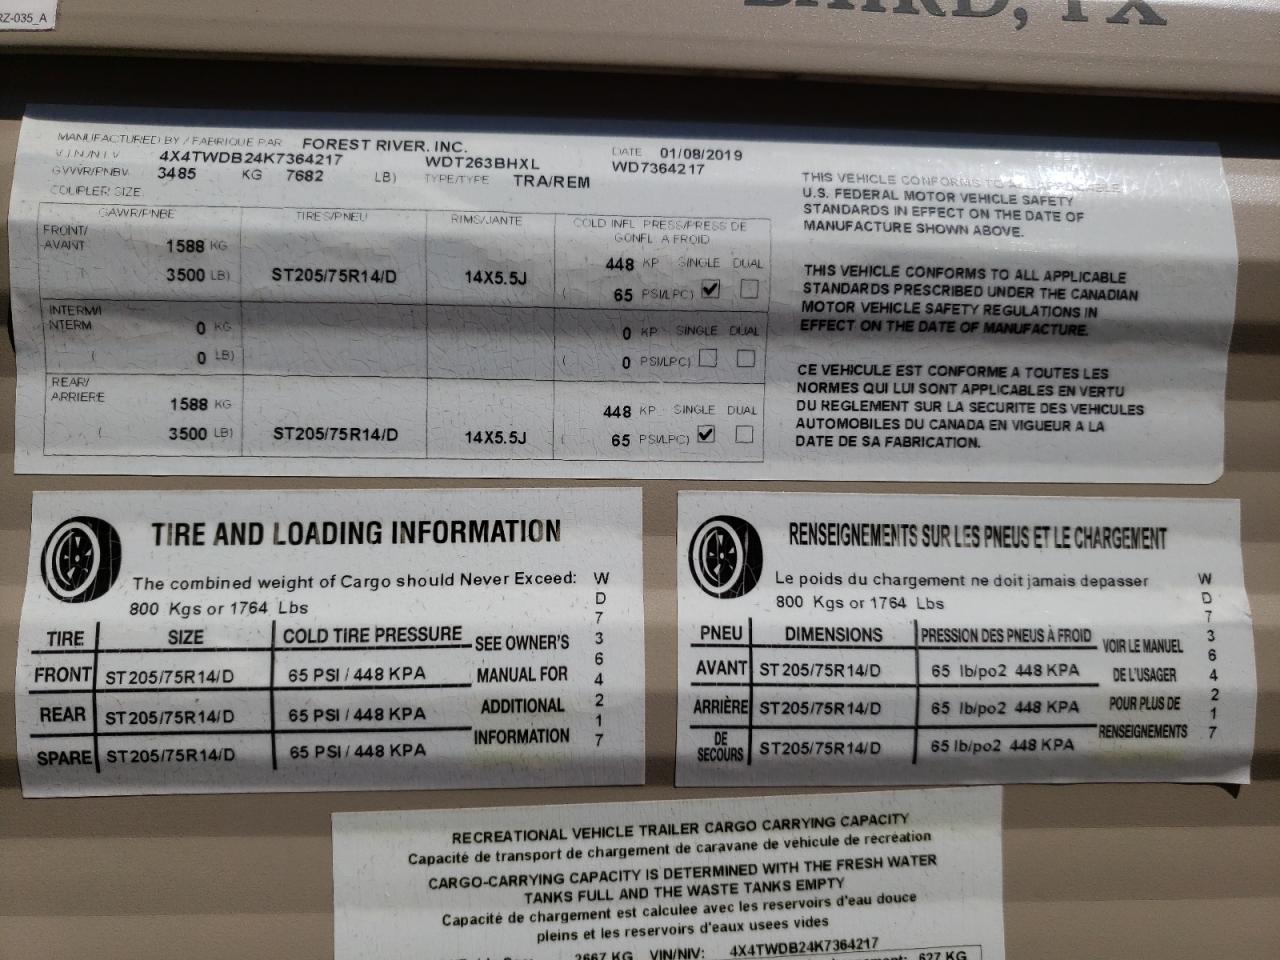 RZ-035_A
BAIRD, TX
MANUFACTURED BY / FABRIQUE PAR FOREST RIVER, INC. DATE 01/08/2019
V.I.N/N.I.V 4X4TWDB24K7364217 WDT263BHXL WD7364217
GVWR/PNBV 3485 KG 7682 LB) TYPE/TYPE TRA/REM
COUPLER SIZE
GAWR/PNBE TIRES/PNEU RIMS/JANTE COLD INFL PRESS/PRESS DE
GONFL A FROID
FRONT/
AVANT 1588 KG 448 KP SINGLE DUAL
3500 LB) ST205/75R14/D 14X5.5J ( 65 PSI/LPC)
INTERM/
INTERM 0 KG 0 KP SINGLE DUAL
( 0 LB) ( 0 PSI/LPC)
REAR/
ARRIERE 1588 KG 448 KP SINGLE DUAL
( 3500 LB) ST205/75R14/D 14X5.5J ( 65 PSI/LPC)
THIS VEHICLE CONFORMS TO ALL APPLICABLE
U.S. FEDERAL MOTOR VEHICLE SAFETY
STANDARDS IN EFFECT ON THE DATE OF
MANUFACTURE SHOWN ABOVE.
THIS VEHICLE CONFORMS TO ALL APPLICABLE
STANDARDS PRESCRIBED UNDER THE CANADIAN
MOTOR VEHICLE SAFETY REGULATIONS IN
EFFECT ON THE DATE OF MANUFACTURE.
CE VEHICULE EST CONFORME A TOUTES LES
NORMES QUI LUI SONT APPLICABLES EN VERTU
DU REGLEMENT SUR LA SECURITE DES VEHICULES
AUTOMOBILES DU CANADA EN VIGUEUR A LA
DATE DE SA FABRICATION.
TIRE AND LOADING INFORMATION
The combined weight of Cargo should Never Exceed:
800 Kgs or 1764 Lbs
TIRE SIZE COLD TIRE PRESSURE
FRONT ST205/75R14/D 65 PSI / 448 KPA
REAR ST205/75R14/D 65 PSI / 448 KPA
SPARE ST205/75R14/D 65 PSI / 448 KPA
SEE OWNER'S
MANUAL FOR
ADDITIONAL
INFORMATION
WD7364217
RENSEIGNEMENTS SUR LES PNEUS ET LE CHARGEMENT
Le poids du chargement ne doit jamais depasser
800 Kgs or 1764 Lbs
PNEU DIMENSIONS PRESSION DES PNEUS À FROID
AVANT ST205/75R14/D 65 lb/po2 448 KPA
ARRIÈRE ST205/75R14/D 65 lb/po2 448 KPA
DE
SECOURS ST205/75R14/D 65 lb/po2 448 KPA
VOIR LE MANUEL
DE L'USAGER
POUR PLUS DE
RENSEIGNEMENTS
WD7364217
RECREATIONAL VEHICLE TRAILER CARGO CARRYING CAPACITY
Capacité de transport de chargement de caravane de véhicule de recréation
CARGO-CARRYING CAPACITY IS DETERMINED WITH THE FRESH WATER
TANKS FULL AND THE WASTE TANKS EMPTY
Capacité de chargement est calculee avec les reservoirs d'eau douce
pleins et les reservoirs d'eaux usees vides
2667 KG VIN/NIV: 4X4TWDB24K7364217
627 KG